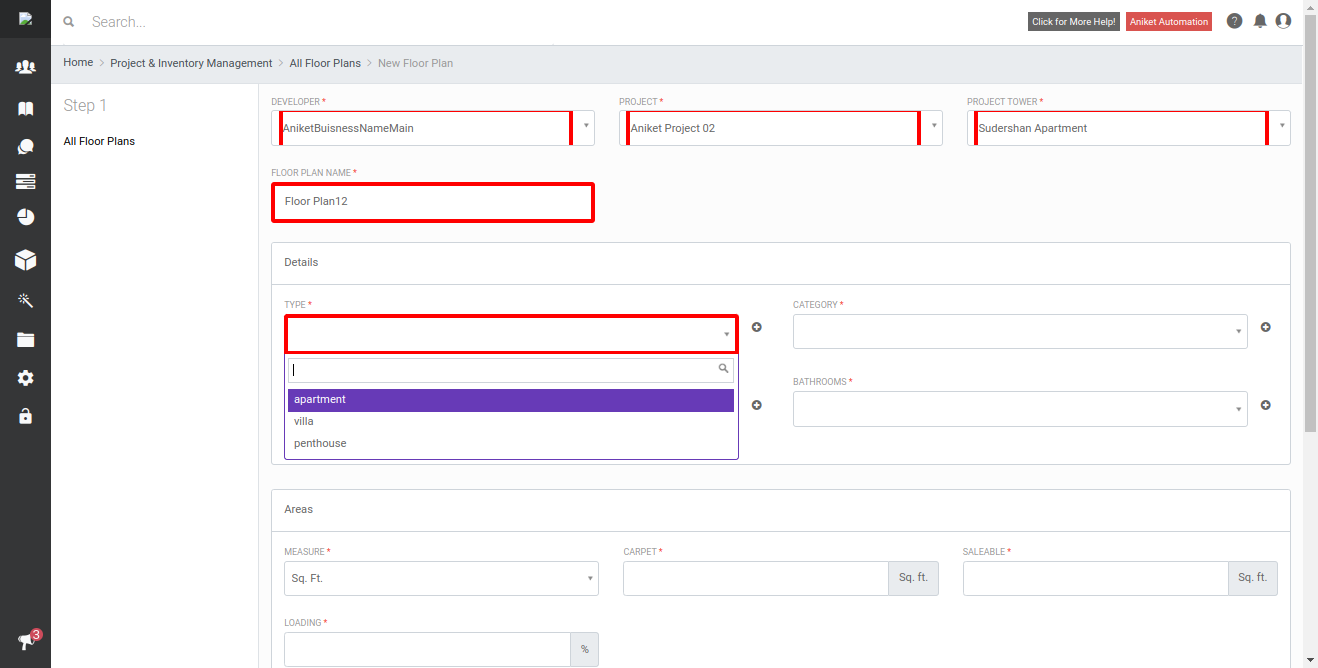 Search...
Click for More Help!
Aniket Automation
?
Home > Project & Inventory Management > All Floor Plans > New Floor Plan
Step 1
All Floor Plans
DEVELOPER *
PROJECT *
PROJECT TOWER *
AniketBuisnessNameMain
Aniket Project 02
Sudershan Apartment
FLOOR PLAN NAME *
Floor Plan12
Details
TYPE *
CATEGORY *
apartment
villa
penthouse
BATHROOMS *
Areas
MEASURE *
CARPET *
SALEABLE *
Sq. Ft.
Sq. ft.
Sq. ft.
LOADING *
%
3